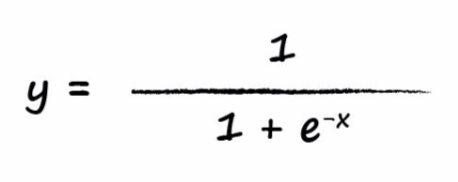 y = 1
1 + e⁻ˣ